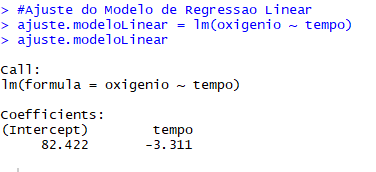 > #Ajuste do Modelo de Regressao Linear
> ajuste.modeloLinear = lm(oxigenio ~ tempo)
> ajuste.modeloLinear
Call:
lm(formula = oxigenio ~ tempo)
Coefficients:
(Intercept)        tempo
     82.422       -3.311